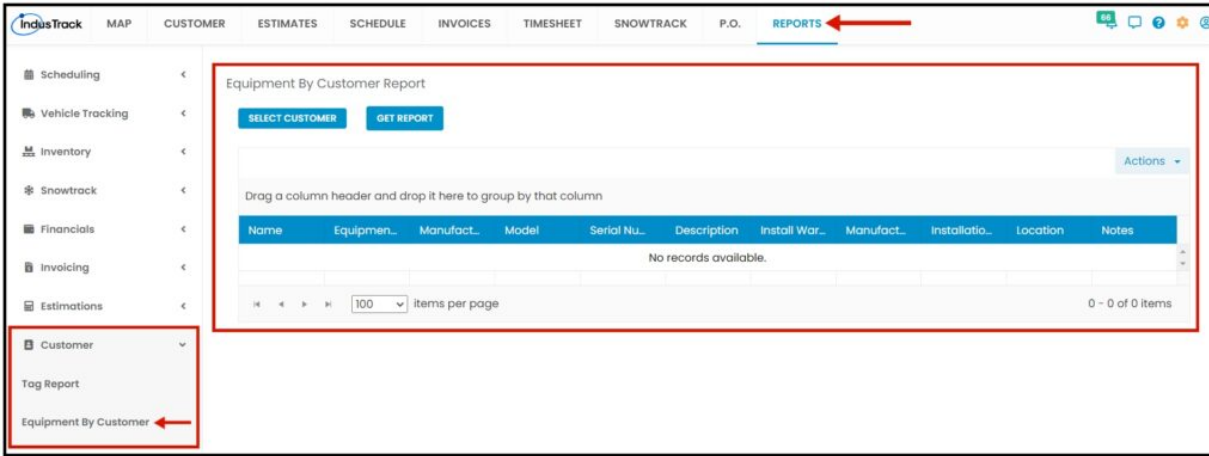 IndusTrack MAP CUSTOMER ESTIMATES SCHEDULE INVOICES TIMESHEET SNOWTRACK P.O. REPORTS 66
Scheduling
Vehicle Tracking
Inventory
Snowtrack
Financials
Invoicing
Estimations
Customer
Tag Report
Equipment By Customer
Equipment By Customer Report
SELECT CUSTOMER GET REPORT
Actions
Drag a column header and drop it here to group by that column
Name Equipmen... Manufact... Model Serial Nu... Description Install War... Manufact... Installatio... Location Notes
No records available.
100 items per page 0 - 0 of 0 items